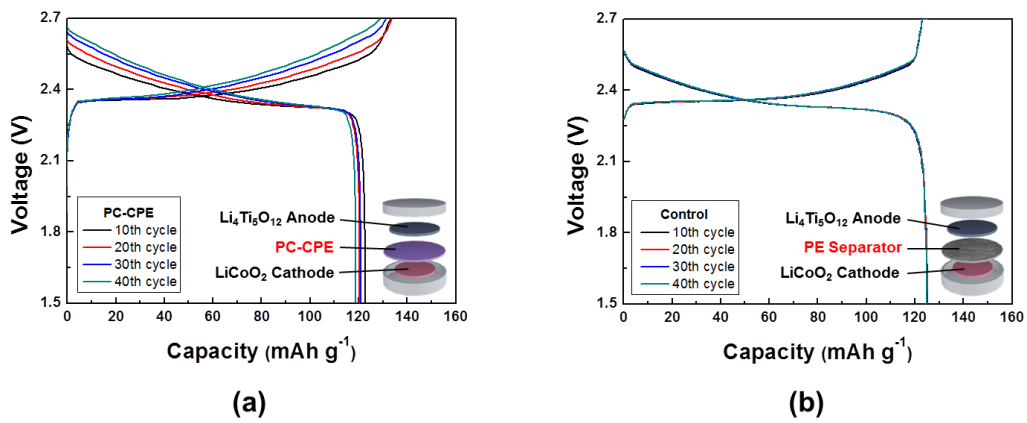 2.7
2.4
2.1
1.8
1.5
Voltage (V)
PC-CPE
10th cycle
20th cycle
30th cycle
40th cycle
Li₄Ti₅O₁₂ Anode
PC-CPE
LiCoO₂ Cathode
0 20 40 60 80 100 120 140 160
Capacity (mAh g⁻¹)
(a)
2.7
2.4
2.1
1.8
1.5
Voltage (V)
Control
10th cycle
20th cycle
30th cycle
40th cycle
Li₄Ti₅O₁₂ Anode
PE Separator
LiCoO₂ Cathode
0 20 40 60 80 100 120 140 160
Capacity (mAh g⁻¹)
(b)